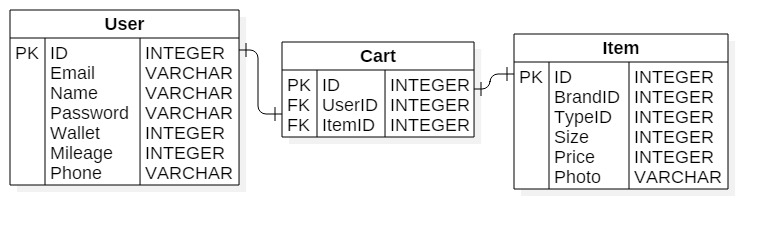 User
PK ID INTEGER
Email VARCHAR
Name VARCHAR
Password VARCHAR
Wallet INTEGER
Mileage INTEGER
Phone VARCHAR
Cart
PK ID INTEGER
FK UserID INTEGER
FK ItemID INTEGER
Item
PK ID INTEGER
BrandID INTEGER
TypeID INTEGER
Size INTEGER
Price INTEGER
Photo VARCHAR